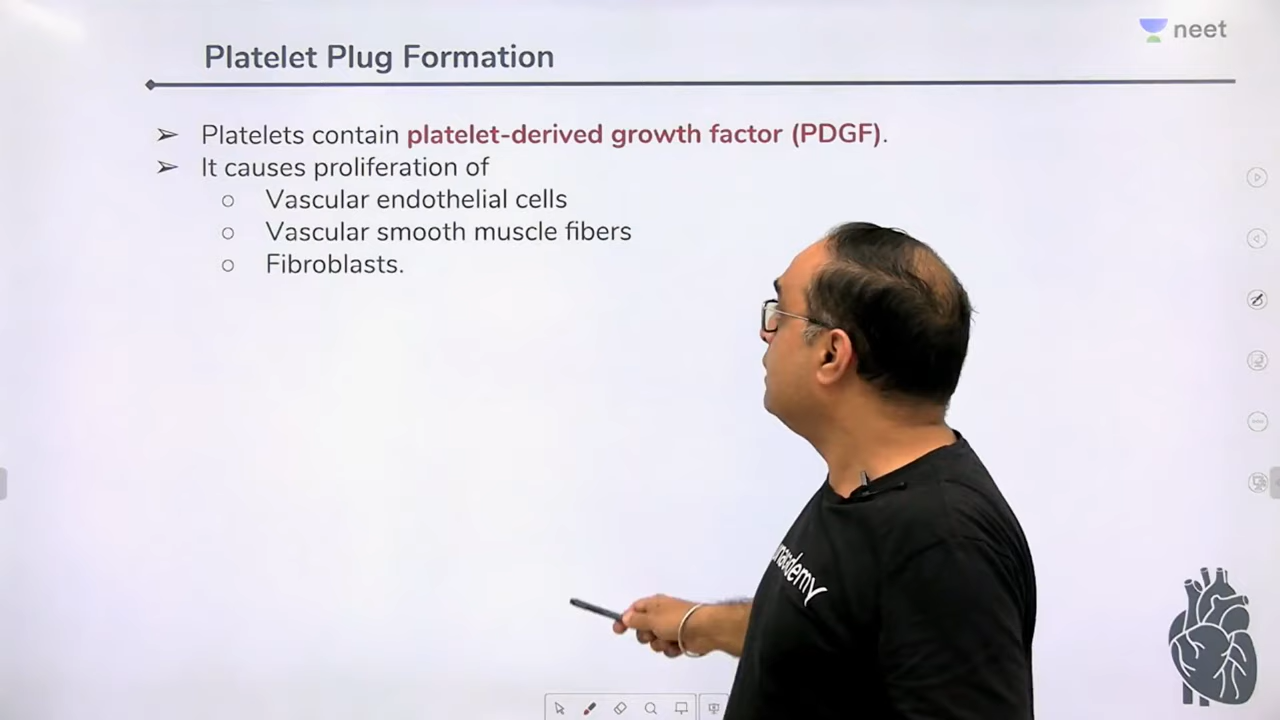 neet
Platelet Plug Formation
➢ Platelets contain platelet-derived growth factor (PDGF).
➢ It causes proliferation of
○ Vascular endothelial cells
○ Vascular smooth muscle fibers
○ Fibroblasts.